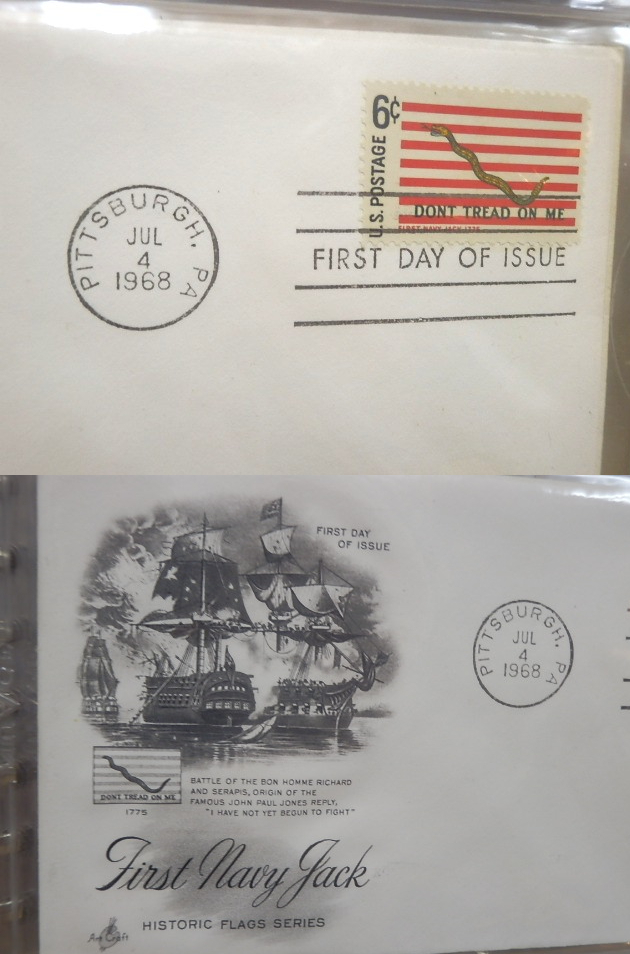 6¢
U.S. POSTAGE
DONT TREAD ON ME
FIRST NAVY JACK 1775
PITTSBURGH, PA
JUL
4
1968
FIRST DAY OF ISSUE
FIRST DAY
OF ISSUE
PITTSBURGH, PA
JUL
4
1968
DONT TREAD ON ME
1775
BATTLE OF THE BON HOMME RICHARD
AND SERAPIS, ORIGIN OF THE
FAMOUS JOHN PAUL JONES REPLY,
"I HAVE NOT YET BEGUN TO FIGHT"
First Navy Jack
Art Craft
HISTORIC FLAGS SERIES